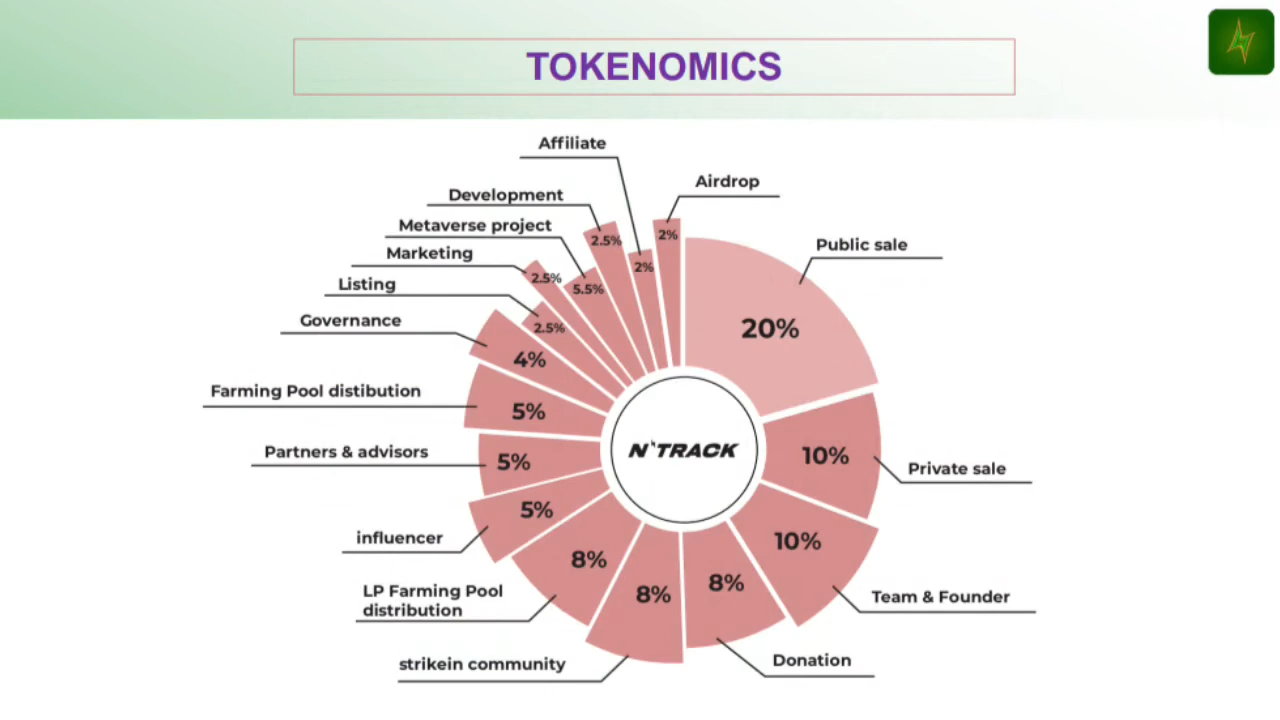 TOKENOMICS
Affiliate
Airdrop
Development
Metaverse project
Marketing
Listing
Governance
Farming Pool distibution
Partners & advisors
influencer
LP Farming Pool
distribution
strikein community
Donation
Team & Founder
Private sale
Public sale
2%
2.5%
2%
2.5%
5.5%
2.5%
4%
5%
5%
5%
8%
8%
8%
10%
10%
20%
N'TRACK